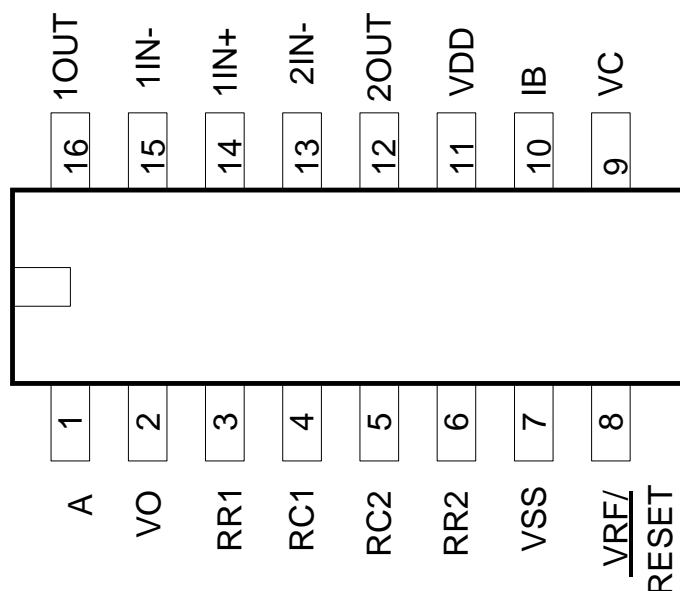 1OUT
1IN-
1IN+
2IN-
2OUT
VDD
IB
VC
16
15
14
13
12
11
10
9
1
2
3
4
5
6
7
8
A
VO
RR1
RC1
RC2
RR2
VSS
VRF/
RESET